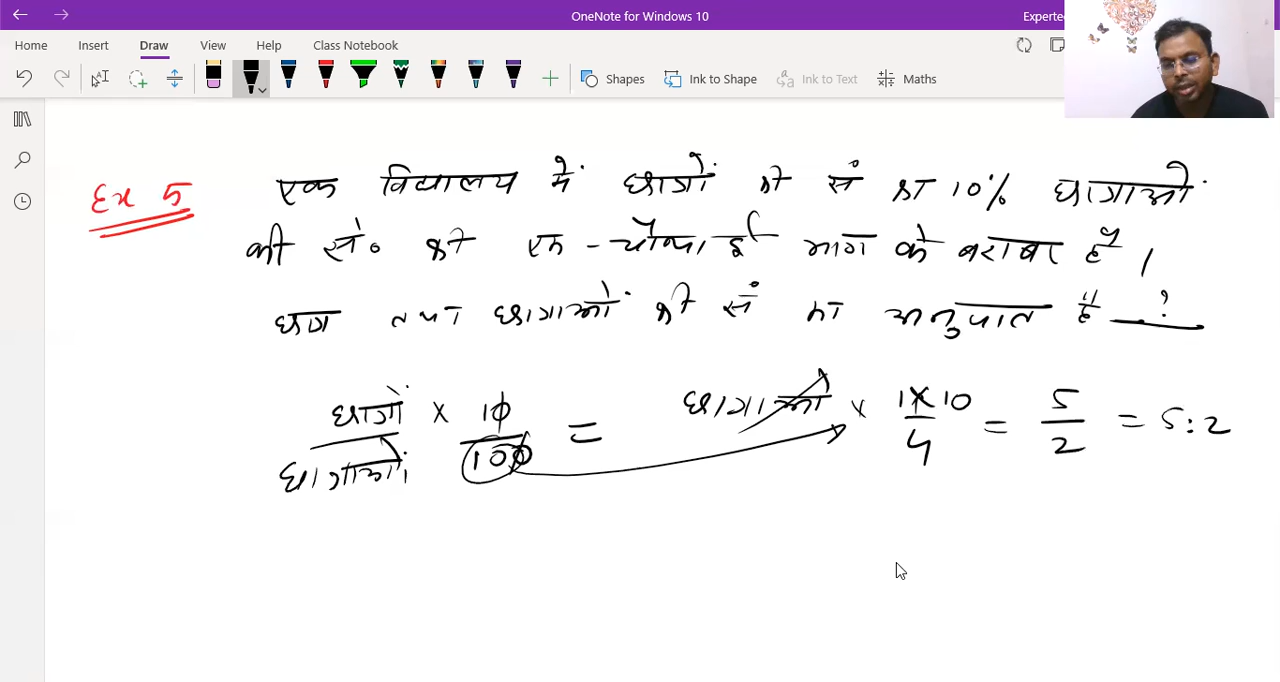 OneNote for Windows 10
Home Insert Draw View Help Class Notebook
Shapes Ink to Shape Ink to Text Maths
Ex 5 एक विद्यालय में छात्रों की सं का 10% छात्राओं
की सं० की एक - चौथाई भाग के बराबर है ।
छात्र तथा छात्राओं की सं का अनुपात है ___?
छात्रों / छात्राओं × 10/100 = छात्राओं × 1×10/4 = 5/2 = 5:2